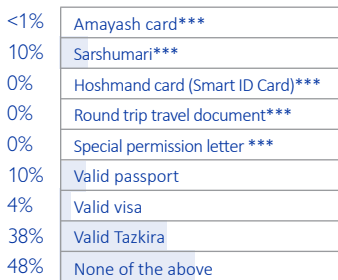 <1% Amayash card***
10% Sarshumari***
0% Hoshmand card (Smart ID Card)***
0% Round trip travel document***
0% Special permission letter ***
10% Valid passport
4% Valid visa
38% Valid Tazkira
48% None of the above